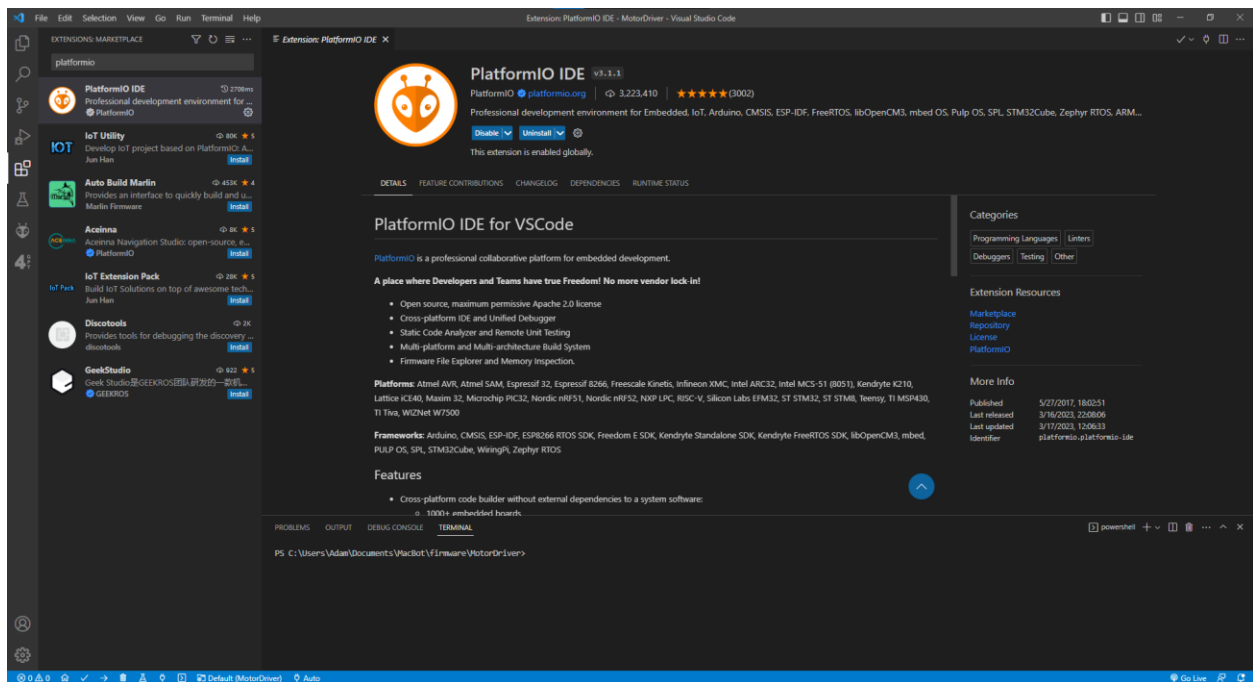 File Edit Selection View Go Run Terminal Help
Extension: PlatformIO IDE - MotorDriver - Visual Studio Code
EXTENSIONS: MARKETPLACE
platformio
PlatformIO IDE 2708ms
Professional development environment for ...
PlatformIO
IoT Utility 80K ★ 5
Develop IoT project based on PlatformIO: A...
Jun Han Install
Auto Build Marlin 453K ★ 4
Provides an interface to quickly build and u...
Marlin Firmware Install
Aceinna 8K ★ 5
Aceinna Navigation Studio: open-source, e...
PlatformIO Install
IoT Pack
IoT Extension Pack 28K ★ 5
Build IoT Solutions on top of awesome tech...
Jun Han Install
Discotools 2K
Provides tools for debugging the discovery ...
discotools Install
GeekStudio 922 ★ 5
Geek Studio是GEEKROS团队研发的一款机...
GEEKROS Install
Extension: PlatformIO IDE
PlatformIO IDE v3.1.1
PlatformIO platformio.org 3,223,410 ★★★★★(3002)
Professional development environment for Embedded, IoT, Arduino, CMSIS, ESP-IDF, FreeRTOS, libOpenCM3, mbed OS, Pulp OS, SPL, STM32Cube, Zephyr RTOS, ARM...
Disable Uninstall
This extension is enabled globally.
DETAILS FEATURE CONTRIBUTIONS CHANGELOG DEPENDENCIES RUNTIME STATUS
PlatformIO IDE for VSCode
PlatformIO is a professional collaborative platform for embedded development.
A place where Developers and Teams have true Freedom! No more vendor lock-in!
• Open source, maximum permissive Apache 2.0 license
• Cross-platform IDE and Unified Debugger
• Static Code Analyzer and Remote Unit Testing
• Multi-platform and Multi-architecture Build System
• Firmware File Explorer and Memory Inspection.
Platforms: Atmel AVR, Atmel SAM, Espressif 32, Espressif 8266, Freescale Kinetis, Infineon XMC, Intel ARC32, Intel MCS-51 (8051), Kendryte K210,
Lattice iCE40, Maxim 32, Microchip PIC32, Nordic nRF51, Nordic nRF52, NXP LPC, RISC-V, Silicon Labs EFM32, ST STM32, ST STM8, Teensy, TI MSP430,
TI Tiva, WIZNet W7500
Frameworks: Arduino, CMSIS, ESP-IDF, ESP8266 RTOS SDK, Freedom E SDK, Kendryte Standalone SDK, Kendryte FreeRTOS SDK, libOpenCM3, mbed,
PULP OS, SPL, STM32Cube, WiringPi, Zephyr RTOS
Features
• Cross-platform code builder without external dependencies to a system software:
1000+ embedded boards
Categories
Programming Languages Linters
Debuggers Testing Other
Extension Resources
Marketplace
Repository
License
PlatformIO
More Info
Published 5/27/2017, 18:02:51
Last released 3/16/2023, 22:08:06
Last updated 3/17/2023, 12:06:33
Identifier platformio.platformio-ide
PROBLEMS OUTPUT DEBUG CONSOLE TERMINAL
powershell
PS C:\Users\Adam\Documents\MacBot\firmware\MotorDriver>
0 0 Default (MotorDriver) Auto
Go Live